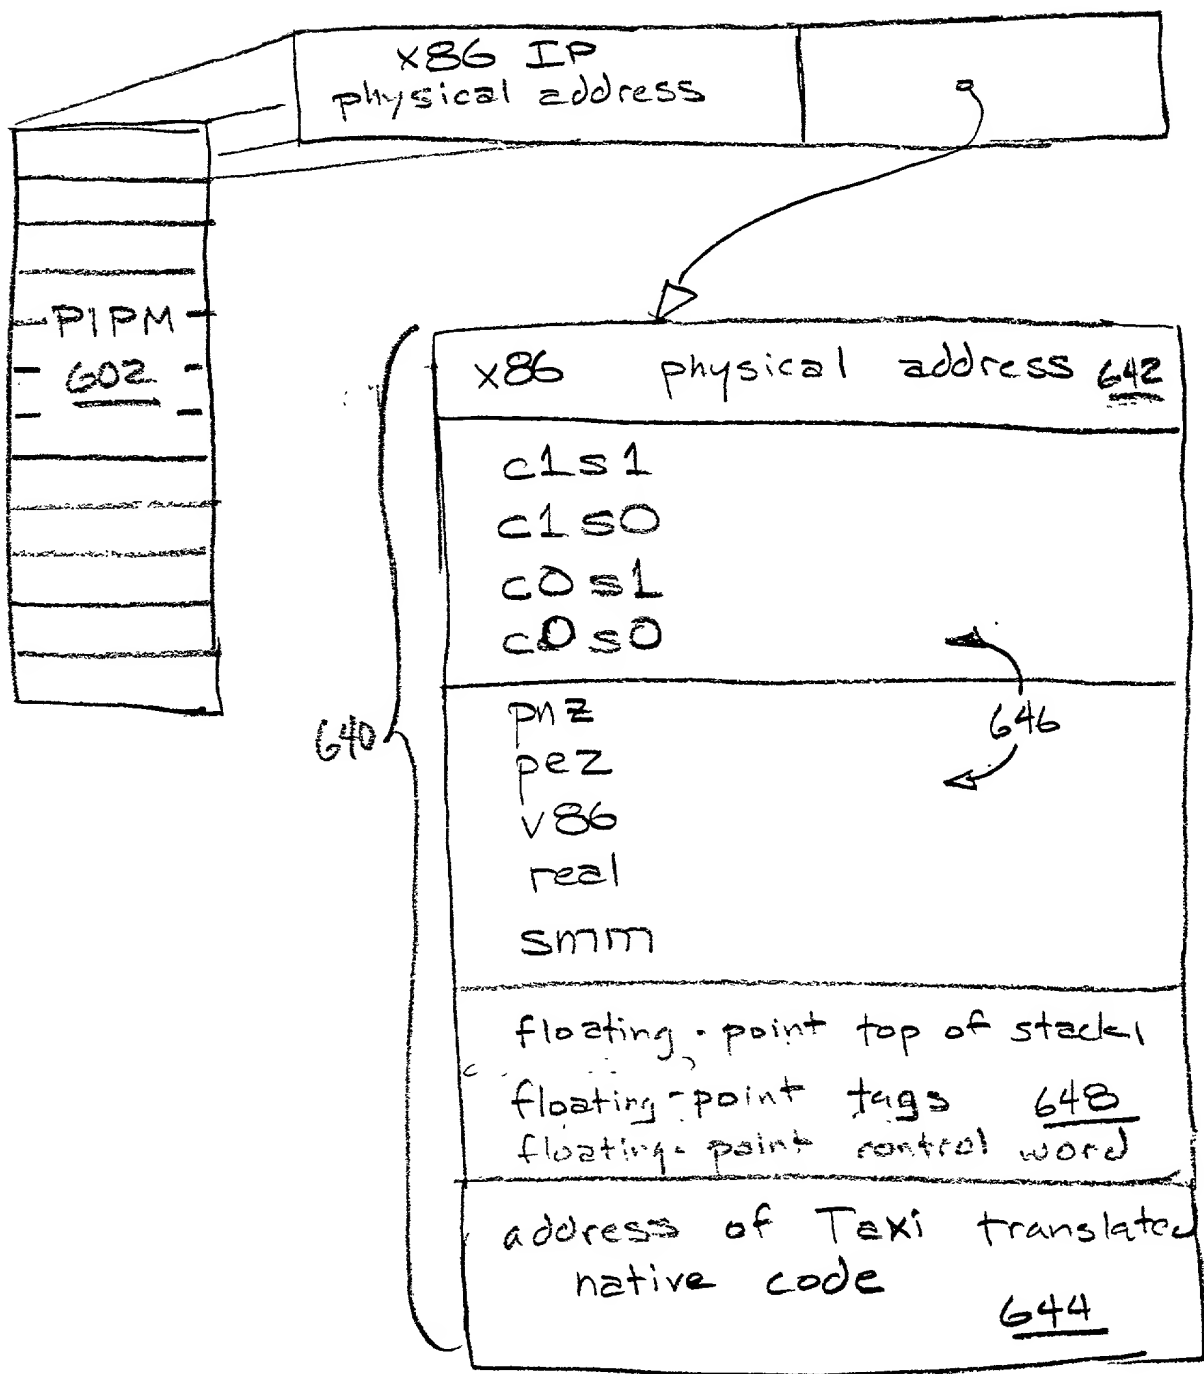 x86 IP
physical address
PIPM
602
x86 physical address 642
c1s1
c1s0
c0s1
c0s0
646
pnz
pez
v86
real
smm
640
floating-point top of stack
floating-point tags 648
floating-point control word
address of Taxi translated
native code
644